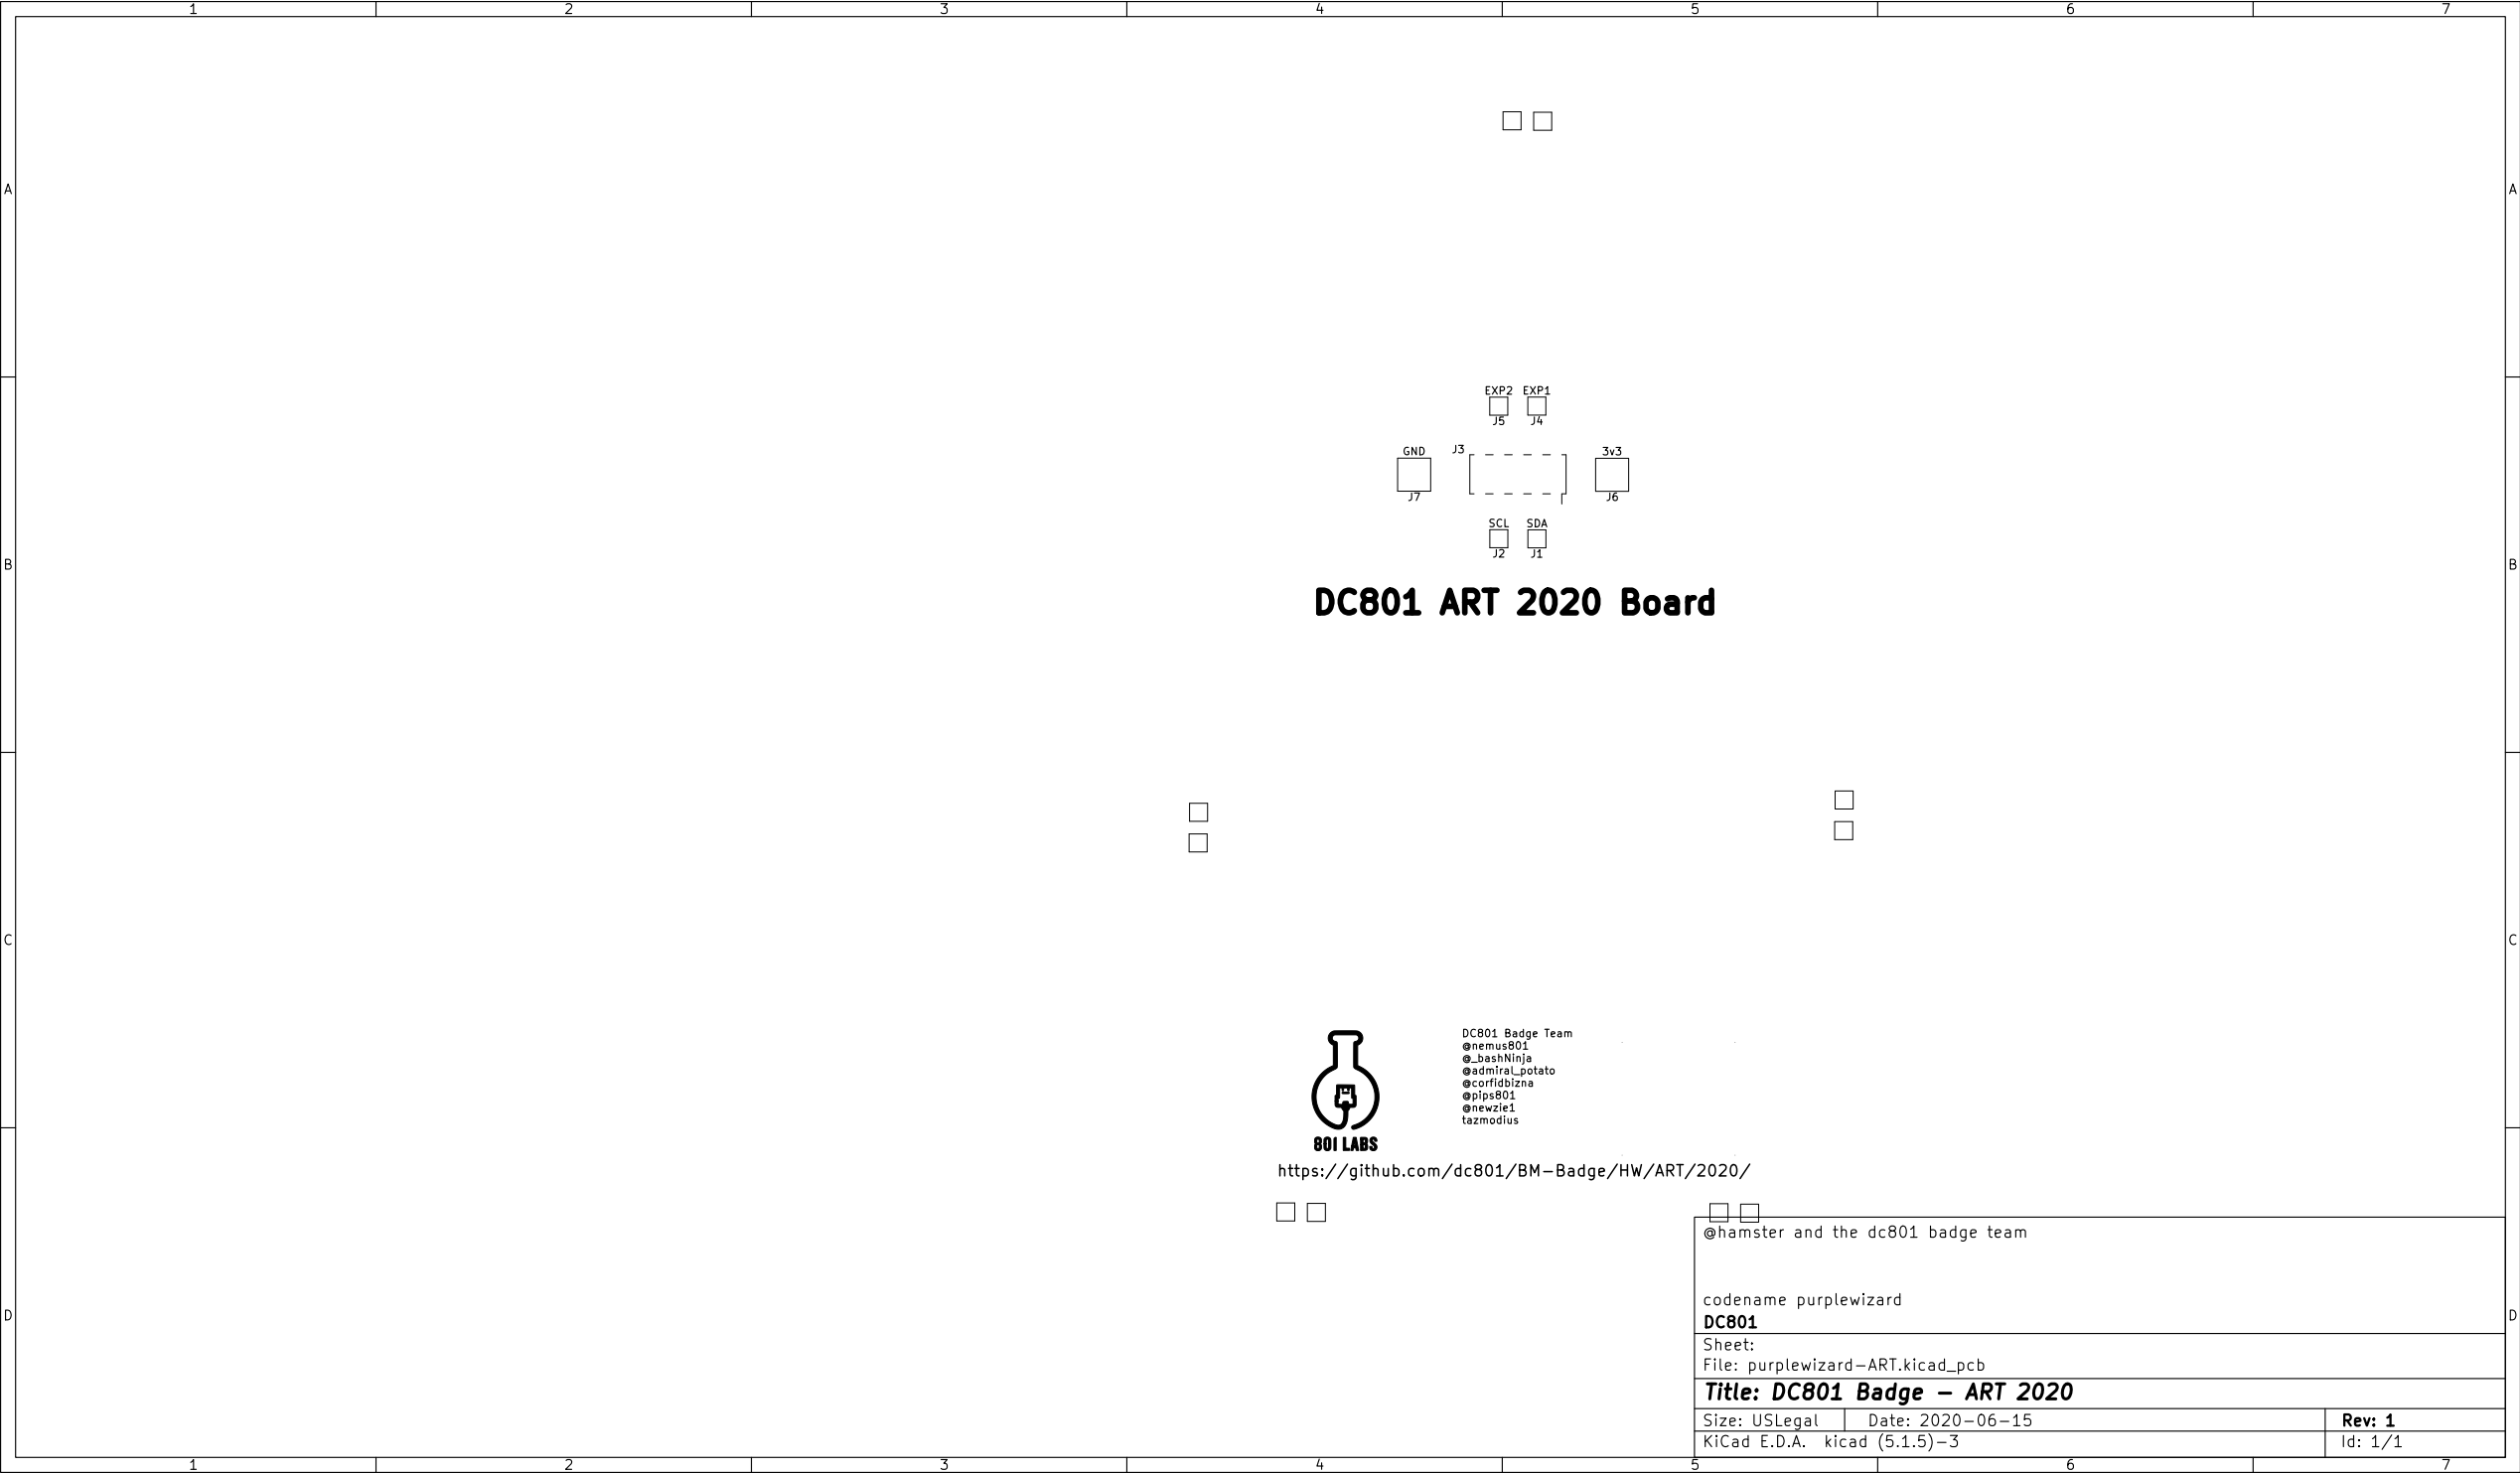 1 2 3 4 5 6 7
A A
EXP2 EXP1
J5 J4
GND J3 3v3
J7 J6
SCL SDA
J2 J1
B B
DC801 ART 2020 Board
C C
DC801 Badge Team
@nemus801
@_bashNinja
@admiral_potato
@corfidbizna
@pips801
@newzie1
tazmodius
801 LABS
https://github.com/dc801/BM-Badge/HW/ART/2020/
@hamster and the dc801 badge team
codename purplewizard
D D
DC801
Sheet:
File: purplewizard-ART.kicad_pcb
Title: DC801 Badge - ART 2020
Size: USLegal Date: 2020-06-15 Rev: 1
KiCad E.D.A. kicad (5.1.5)-3 Id: 1/1
1 2 3 4 5 6 7